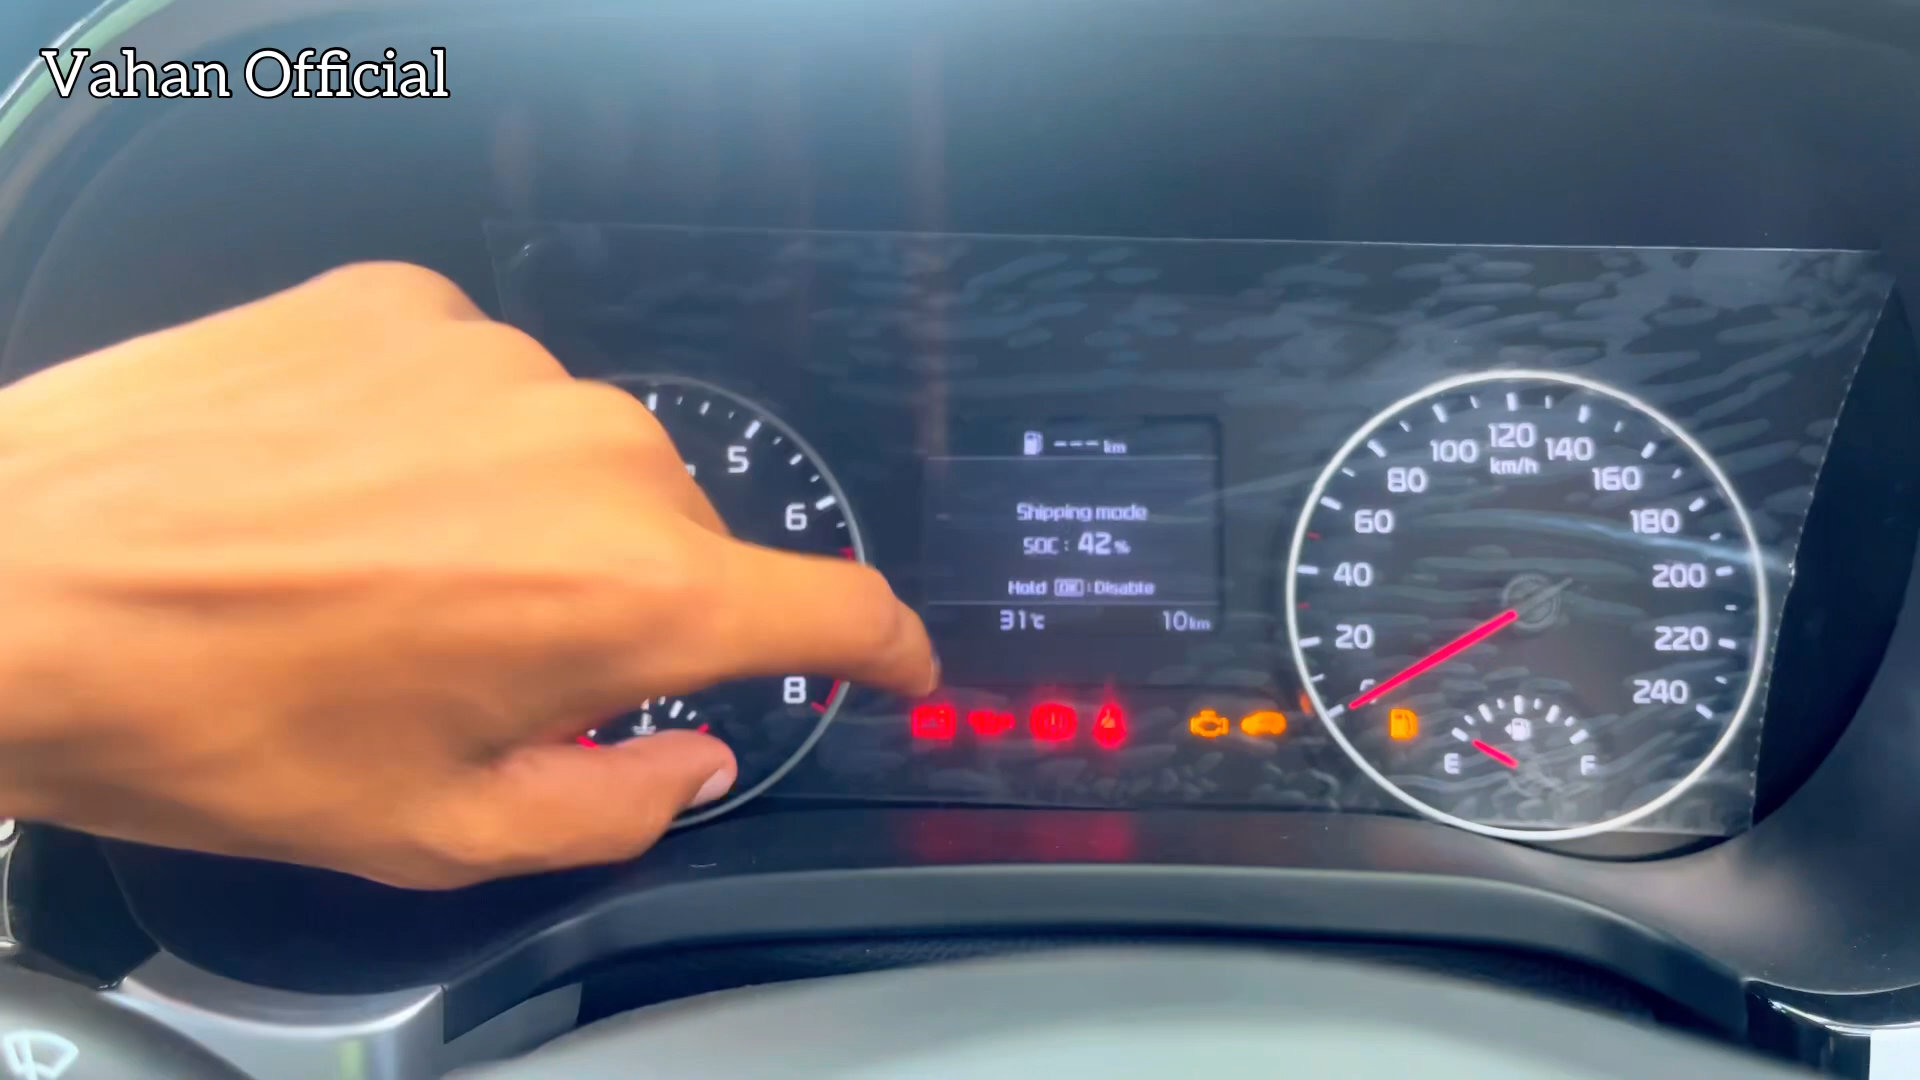 Vahan Official
--- km
Shipping mode
SOC: 42%
Hold OK : Disable
31℃ 10km
5
6
8
20
40
60
80
100
120
140
160
180
200
220
240
km/h
E F